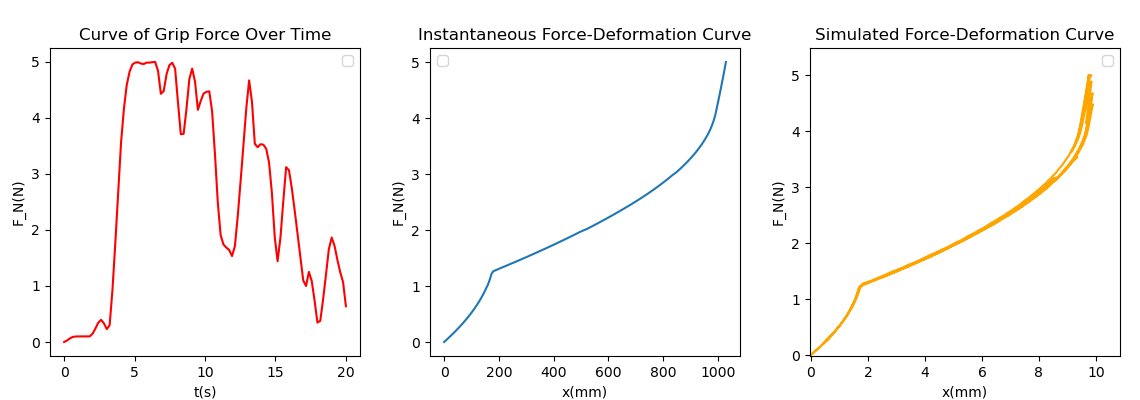 Curve of Grip Force Over Time
F_N(N)
5
4
3
2
1
0
0 5 10 15 20
t(s)
Instantaneous Force-Deformation Curve
F_N(N)
5
4
3
2
1
0
0 200 400 600 800 1000
x(mm)
Simulated Force-Deformation Curve
F_N(N)
5
4
3
2
1
0
0 2 4 6 8 10
x(mm)